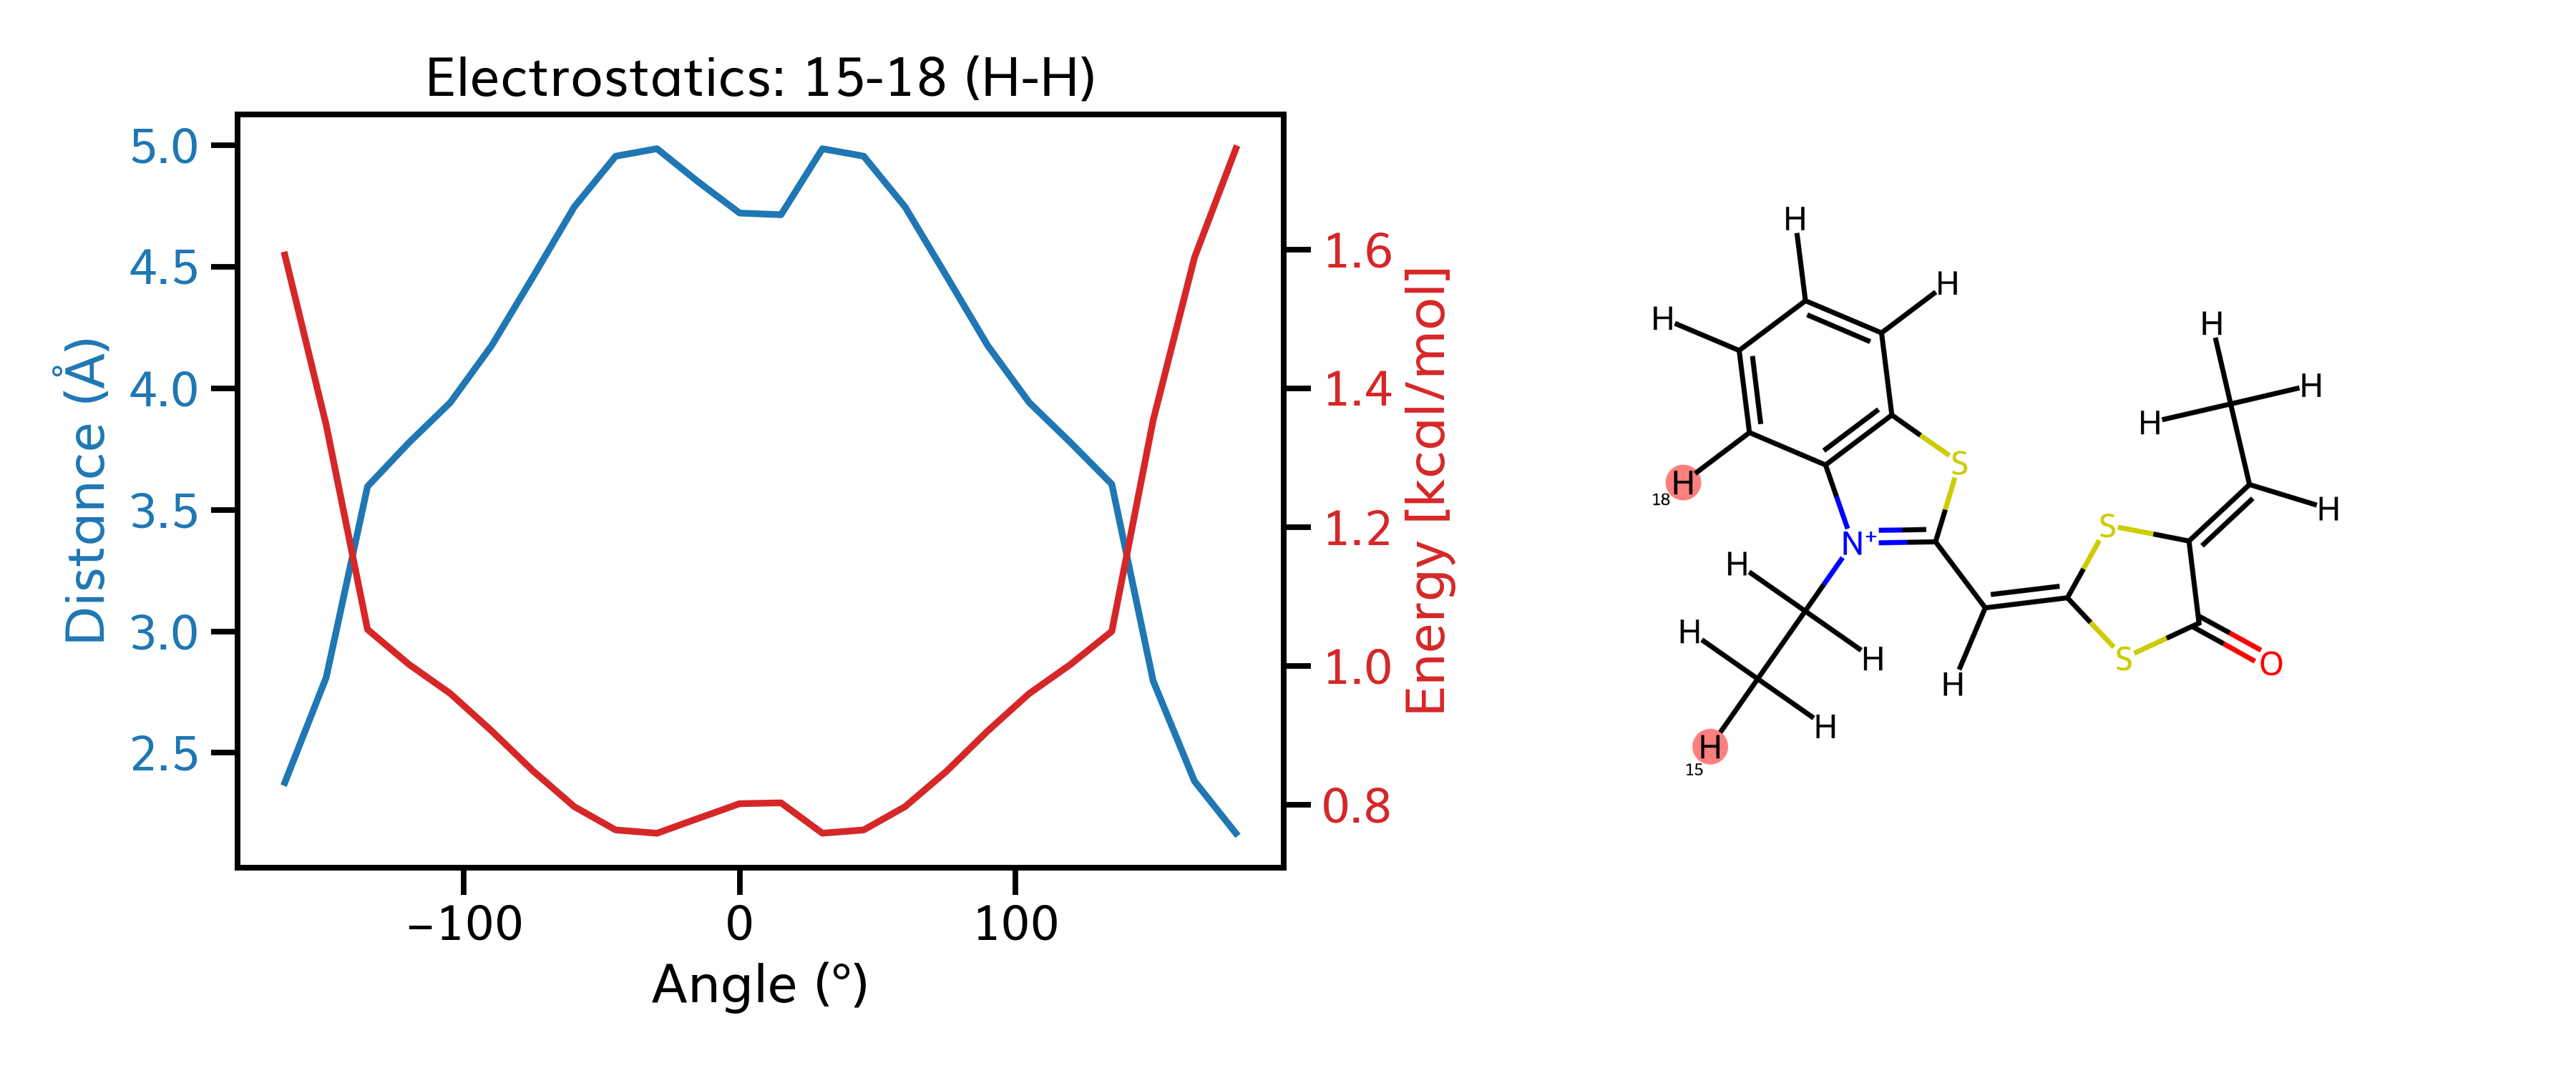 Electrostatics: 15-18 (H-H)
5.0
4.5
4.0
3.5
3.0
2.5
Distance (Å)
1.6
1.4
1.2
1.0
0.8
Energy [kcal/mol]
−100 0 100
Angle (°)
H
H
H
H
H
H
H
S
H
18
H
S
N⁺
H
H
H
S
O
H
H
H
15